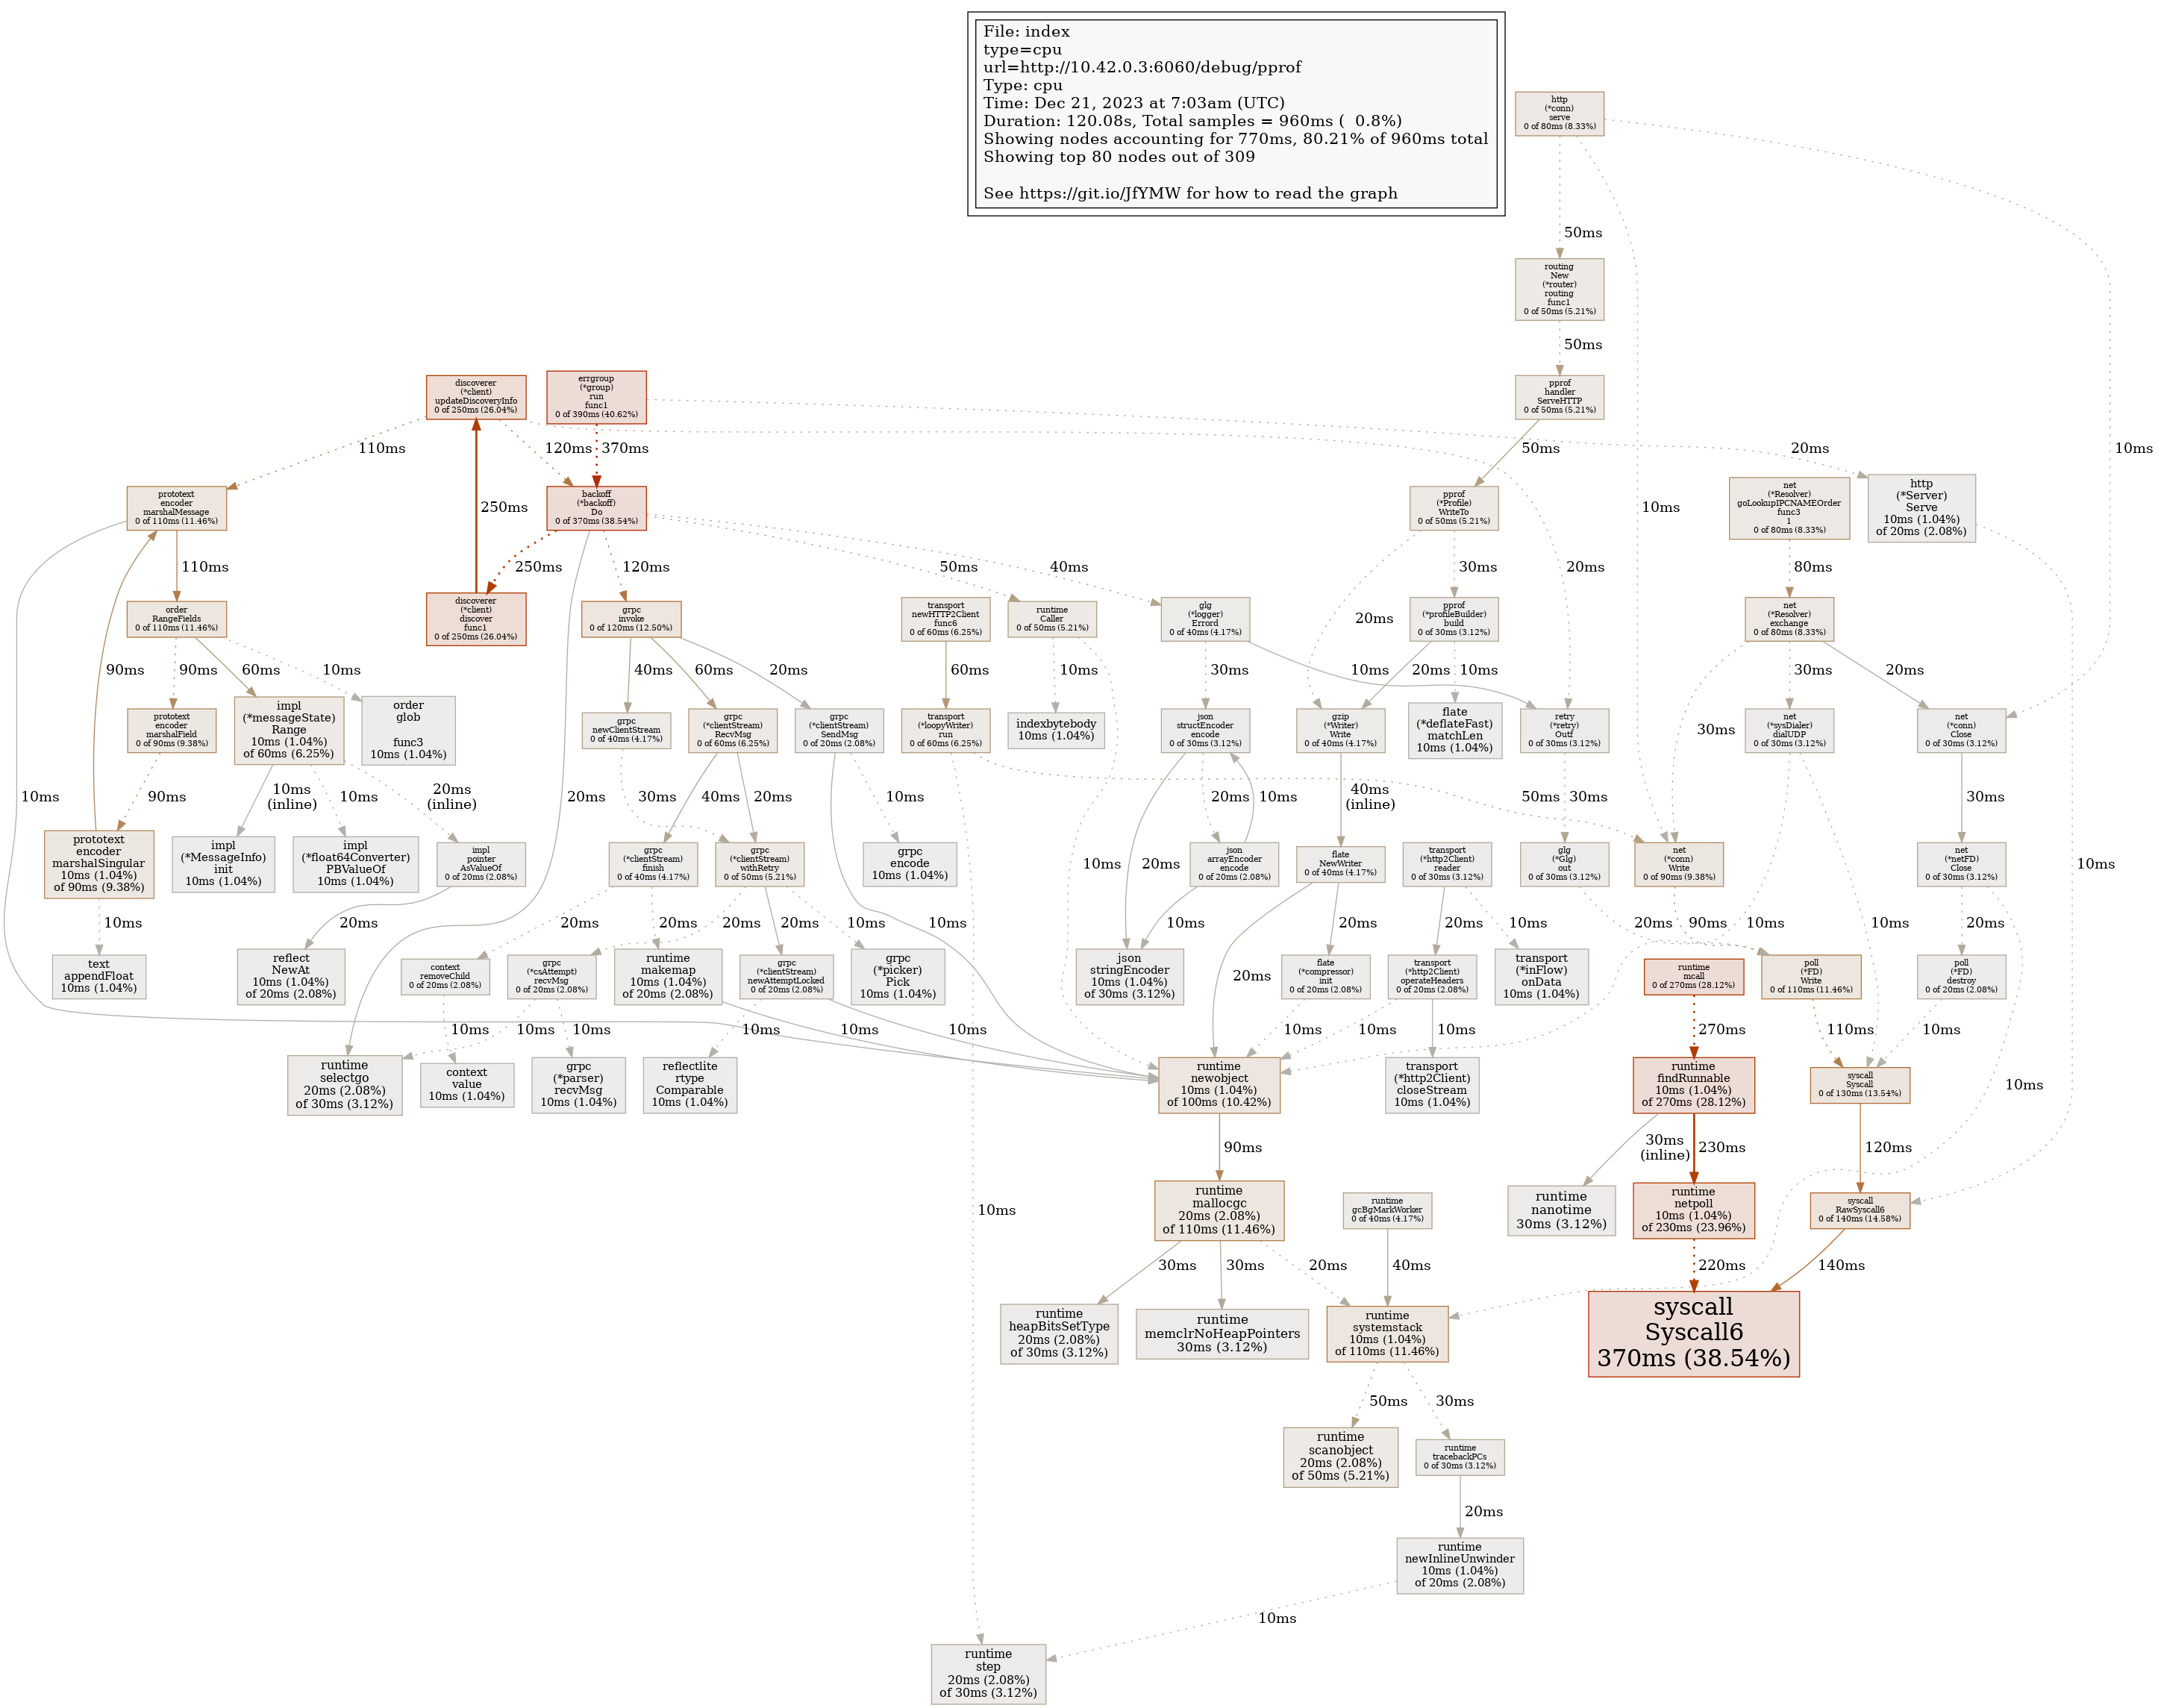 File: index
type=cpu
url=http://10.42.0.3:6060/debug/pprof
Type: cpu
Time: Dec 21, 2023 at 7:03am (UTC)
Duration: 120.08s, Total samples = 960ms ( 0.8%)
Showing nodes accounting for 770ms, 80.21% of 960ms total
Showing top 80 nodes out of 309
See https://git.io/JfYMW for how to read the graph
http
(*conn)
serve
0 of 80ms (8.33%)
50ms
routing
New
(*router)
routing
func1
0 of 50ms (5.21%)
50ms
pprof
handler
ServeHTTP
0 of 50ms (5.21%)
discoverer
(*client)
updateDiscoveryInfo
0 of 250ms (26.04%)
errgroup
(*group)
run
func1
0 of 390ms (40.62%)
110ms
120ms
370ms
50ms
20ms
10ms
250ms
10ms
prototext
encoder
marshalMessage
0 of 110ms (11.46%)
backoff
(*backoff)
Do
0 of 370ms (38.54%)
pprof
(*Profile)
WriteTo
0 of 50ms (5.21%)
net
(*Resolver)
goLookupIPCNAMEOrder
func3
1
0 of 80ms (8.33%)
http
(*Server)
Serve
10ms (1.04%)
of 20ms (2.08%)
110ms
250ms
120ms
50ms
40ms
30ms
20ms
80ms
order
RangeFields
0 of 110ms (11.46%)
discoverer
(*client)
discover
func1
0 of 250ms (26.04%)
grpc
invoke
0 of 120ms (12.50%)
transport
newHTTP2Client
func6
0 of 60ms (6.25%)
runtime
Caller
0 of 50ms (5.21%)
glg
(*logger)
Errord
0 of 40ms (4.17%)
pprof
(*profileBuilder)
build
0 of 30ms (3.12%)
net
(*Resolver)
exchange
0 of 80ms (8.33%)
20ms
90ms
90ms
60ms
10ms
40ms
60ms
20ms
60ms
10ms
30ms
10ms
20ms
10ms
30ms
20ms
prototext
encoder
marshalField
0 of 90ms (9.38%)
impl
(*messageState)
Range
10ms (1.04%)
of 60ms (6.25%)
order
glob
func3
10ms (1.04%)
grpc
newClientStream
0 of 40ms (4.17%)
grpc
(*clientStream)
RecvMsg
0 of 60ms (6.25%)
grpc
(*clientStream)
SendMsg
0 of 20ms (2.08%)
transport
(*loopyWriter)
run
0 of 60ms (6.25%)
indexbytebody
10ms (1.04%)
json
structEncoder
encode
0 of 30ms (3.12%)
gzip
(*Writer)
Write
0 of 40ms (4.17%)
flate
(*deflateFast)
matchLen
10ms (1.04%)
retry
(*retry)
Outf
0 of 30ms (3.12%)
30ms
net
(*sysDialer)
dialUDP
0 of 30ms (3.12%)
net
(*conn)
Close
0 of 30ms (3.12%)
10ms
90ms
10ms
(inline)
10ms
20ms
(inline)
20ms
30ms
40ms
20ms
10ms
20ms
10ms
40ms
(inline)
50ms
30ms
30ms
prototext
encoder
marshalSingular
10ms (1.04%)
of 90ms (9.38%)
impl
(*MessageInfo)
init
10ms (1.04%)
impl
(*float64Converter)
PBValueOf
10ms (1.04%)
impl
pointer
AsValueOf
0 of 20ms (2.08%)
grpc
(*clientStream)
finish
0 of 40ms (4.17%)
grpc
(*clientStream)
withRetry
0 of 50ms (5.21%)
grpc
encode
10ms (1.04%)
10ms
20ms
json
arrayEncoder
encode
0 of 20ms (2.08%)
flate
NewWriter
0 of 40ms (4.17%)
transport
(*http2Client)
reader
0 of 30ms (3.12%)
glg
(*Glg)
out
0 of 30ms (3.12%)
net
(*conn)
Write
0 of 90ms (9.38%)
net
(*netFD)
Close
0 of 30ms (3.12%)
10ms
10ms
20ms
20ms
20ms
20ms
20ms
10ms
10ms
10ms
20ms
20ms
10ms
20ms
90ms
10ms
10ms
20ms
text
appendFloat
10ms (1.04%)
reflect
NewAt
10ms (1.04%)
of 20ms (2.08%)
context
removeChild
0 of 20ms (2.08%)
grpc
(*csAttempt)
recvMsg
0 of 20ms (2.08%)
runtime
makemap
10ms (1.04%)
of 20ms (2.08%)
grpc
(*clientStream)
newAttemptLocked
0 of 20ms (2.08%)
grpc
(*picker)
Pick
10ms (1.04%)
json
stringEncoder
10ms (1.04%)
of 30ms (3.12%)
20ms
flate
(*compressor)
init
0 of 20ms (2.08%)
transport
(*http2Client)
operateHeaders
0 of 20ms (2.08%)
transport
(*inFlow)
onData
10ms (1.04%)
runtime
mcall
0 of 270ms (28.12%)
poll
(*FD)
Write
0 of 110ms (11.46%)
poll
(*FD)
destroy
0 of 20ms (2.08%)
10ms
10ms
10ms
10ms
10ms
10ms
10ms
10ms
10ms
270ms
110ms
10ms
runtime
selectgo
20ms (2.08%)
of 30ms (3.12%)
context
value
10ms (1.04%)
grpc
(*parser)
recvMsg
10ms (1.04%)
reflectlite
rtype
Comparable
10ms (1.04%)
runtime
newobject
10ms (1.04%)
of 100ms (10.42%)
transport
(*http2Client)
closeStream
10ms (1.04%)
runtime
findRunnable
10ms (1.04%)
of 270ms (28.12%)
syscall
Syscall
0 of 130ms (13.54%)
10ms
90ms
30ms
(inline)
230ms
120ms
runtime
mallocgc
20ms (2.08%)
of 110ms (11.46%)
runtime
gcBgMarkWorker
0 of 40ms (4.17%)
runtime
nanotime
30ms (3.12%)
runtime
netpoll
10ms (1.04%)
of 230ms (23.96%)
syscall
RawSyscall6
0 of 140ms (14.58%)
10ms
30ms
30ms
20ms
40ms
220ms
140ms
runtime
heapBitsSetType
20ms (2.08%)
of 30ms (3.12%)
runtime
memclrNoHeapPointers
30ms (3.12%)
runtime
systemstack
10ms (1.04%)
of 110ms (11.46%)
syscall
Syscall6
370ms (38.54%)
50ms
30ms
runtime
scanobject
20ms (2.08%)
of 50ms (5.21%)
runtime
tracebackPCs
0 of 30ms (3.12%)
20ms
runtime
newInlineUnwinder
10ms (1.04%)
of 20ms (2.08%)
10ms
runtime
step
20ms (2.08%)
of 30ms (3.12%)